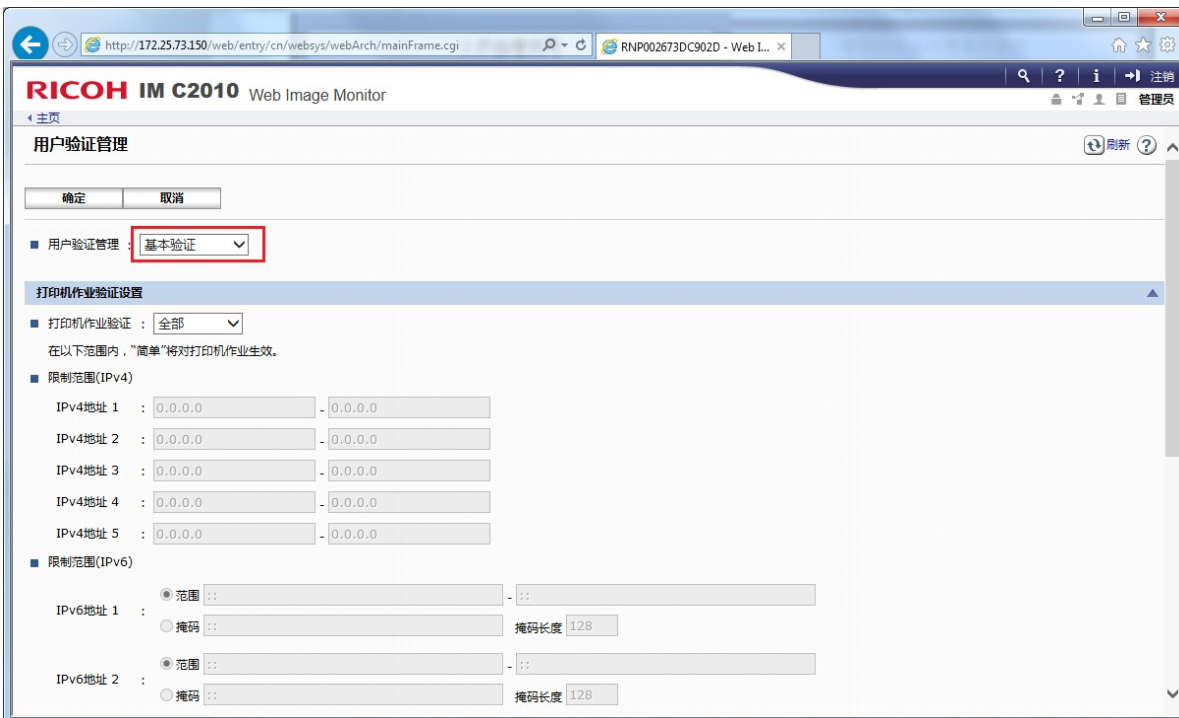 http://172.25.73.150/web/entry/cn/websys/webArch/mainFrame.cgi
RNP002673DC902D - Web I...
RICOH IM C2010 Web Image Monitor
? i 注销
管理员
主页
用户验证管理
刷新 ?
确定 取消
用户验证管理 : 基本验证
打印机作业验证设置
打印机作业验证 : 全部
在以下范围内，“简单”将对打印机作业生效。
限制范围(IPv4)
IPv4地址 1 : 0.0.0.0 - 0.0.0.0
IPv4地址 2 : 0.0.0.0 - 0.0.0.0
IPv4地址 3 : 0.0.0.0 - 0.0.0.0
IPv4地址 4 : 0.0.0.0 - 0.0.0.0
IPv4地址 5 : 0.0.0.0 - 0.0.0.0
限制范围(IPv6)
IPv6地址 1 :
范围 :: - ::
掩码 :: 掩码长度 128
IPv6地址 2 :
范围 :: - ::
掩码 :: 掩码长度 128